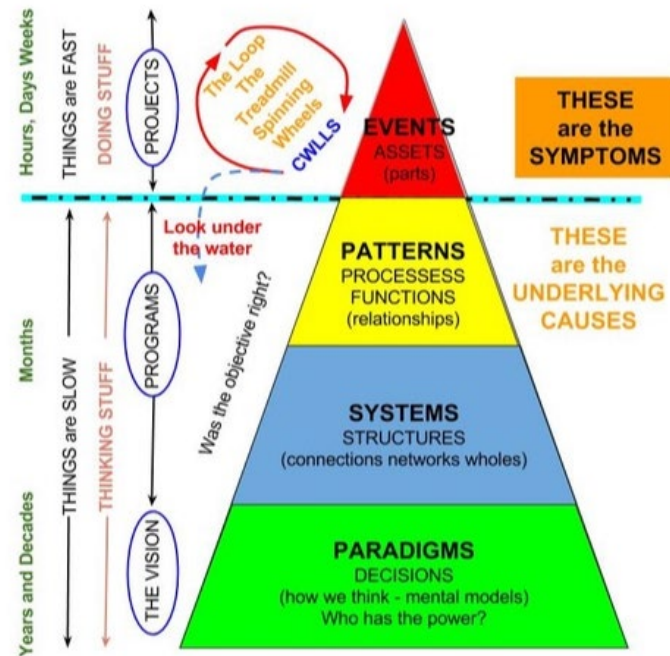 Hours, Days Weeks
Months
Years and Decades
THINGS are FAST
THINGS are SLOW
DOING STUFF
THINKING STUFF
PROJECTS
PROGRAMS
THE VISION
The Loop
The
Treadmill
Spinning
Wheels
CWLLS
Look under
the water
Was the objective right?
EVENTS
ASSETS
(parts)
PATTERNS
PROCESSESS
FUNCTIONS
(relationships)
SYSTEMS
STRUCTURES
(connections networks wholes)
PARADIGMS
DECISIONS
(how we think - mental models)
Who has the power?
THESE
are the
SYMPTOMS
THESE
are the
UNDERLYING
CAUSES